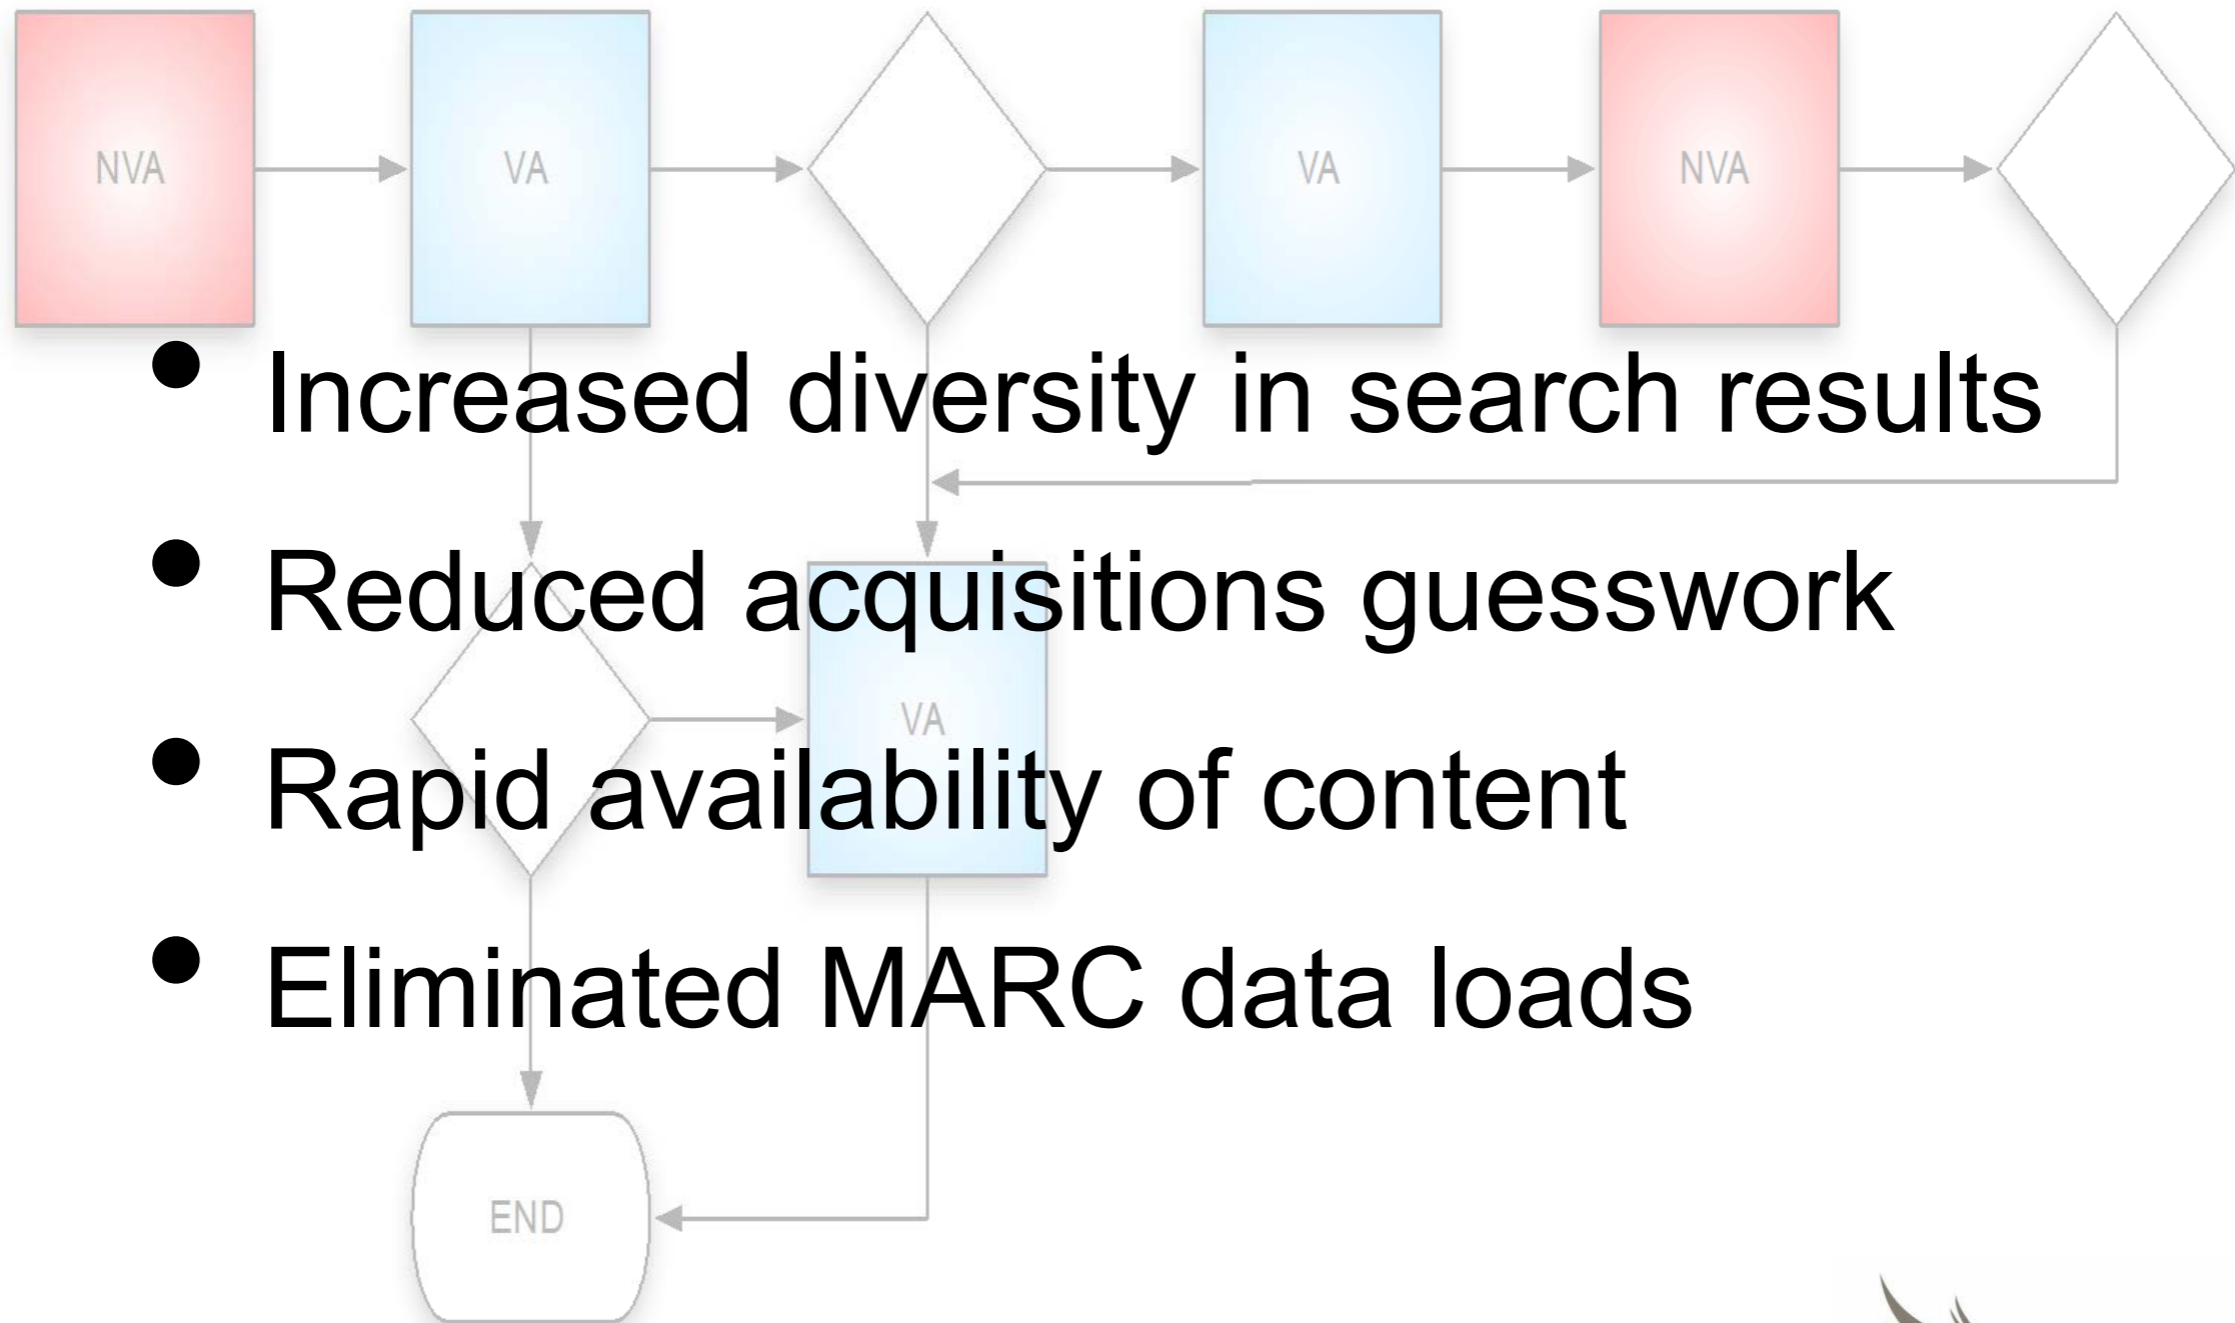 NVA VA VA NVA
• Increased diversity in search results
• Reduced acquisitions guesswork
VA
• Rapid availability of content
• Eliminated MARC data loads
END